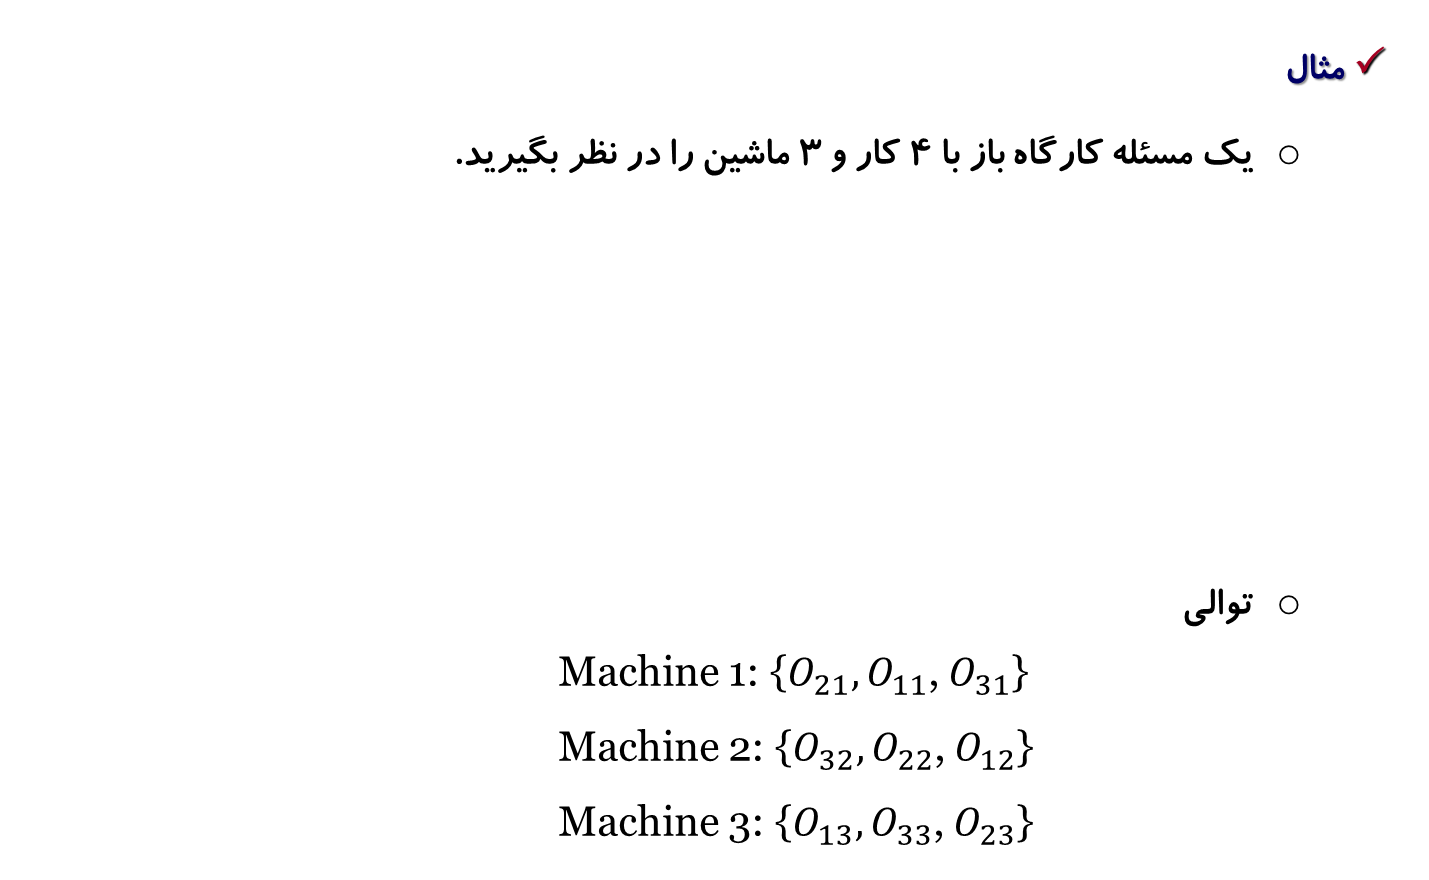 مثال
یک مسئله کارگاه باز با ۴ کار و ۳ ماشین را در نظر بگیرید.
توالی
Machine 1: {O₂₁, O₁₁, O₃₁}
Machine 2: {O₃₂, O₂₂, O₁₂}
Machine 3: {O₁₃, O₃₃, O₂₃}